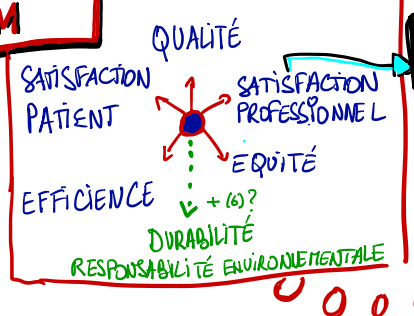 M
QUALITÉ
SATISFACTION
PATIENT
SATISFACTION
PROFESSIONNEL
EQUITÉ
EFFICIENCE
+ (6)?
DURABILITÉ
RESPONSABILITÉ ENVIRONNEMENTALE